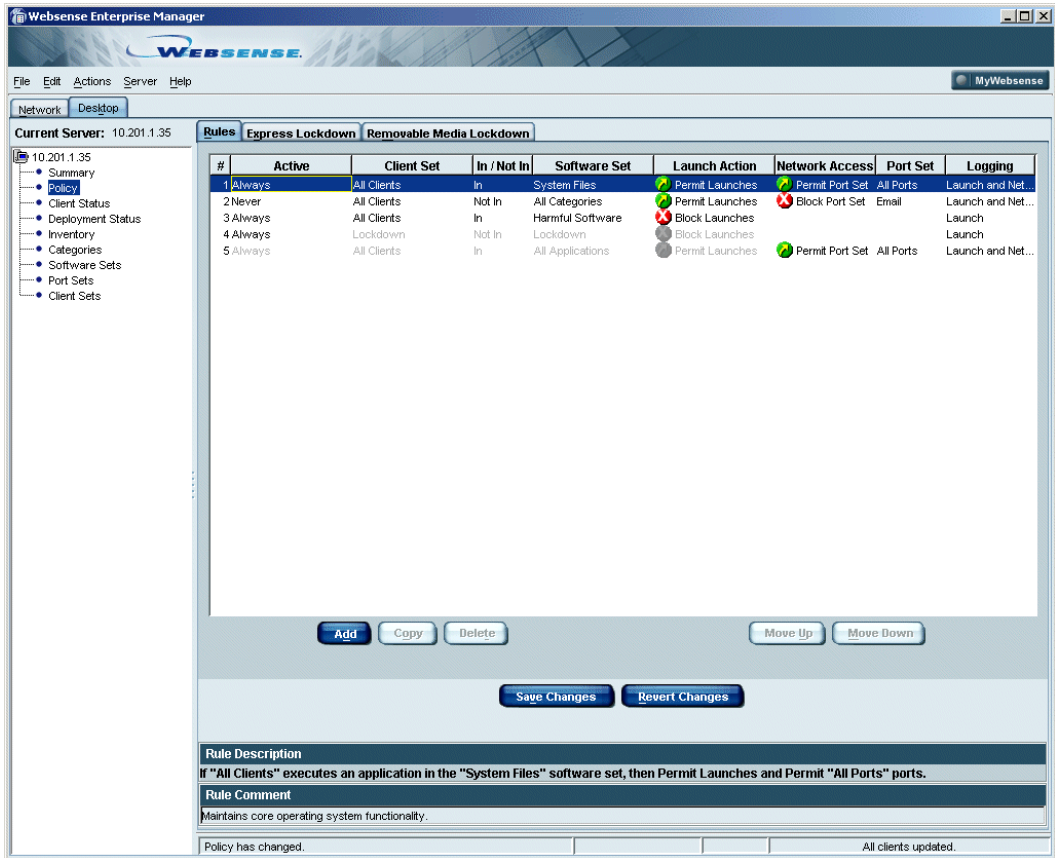 Websense Enterprise Manager
WEBSENSE.
File Edit Actions Server Help
MyWebsense
Network Desktop
Current Server: 10.201.1.35
Rules Express Lockdown Removable Media Lockdown
10.201.1.35
Summary
Policy
Client Status
Deployment Status
Inventory
Categories
Software Sets
Port Sets
Client Sets
# Active Client Set In / Not In Software Set Launch Action Network Access Port Set Logging
1 Always All Clients In System Files Permit Launches Permit Port Set All Ports Launch and Net...
2 Never All Clients Not In All Categories Permit Launches Block Port Set Email Launch and Net...
3 Always All Clients In Harmful Software Block Launches Launch
4 Always Lockdown Not In Lockdown Block Launches Launch
5 Always All Clients In All Applications Permit Launches Permit Port Set All Ports Launch and Net...
Add Copy Delete Move Up Move Down
Save Changes Revert Changes
Rule Description
If "All Clients" executes an application in the "System Files" software set, then Permit Launches and Permit "All Ports" ports.
Rule Comment
Maintains core operating system functionality.
Policy has changed. All clients updated.